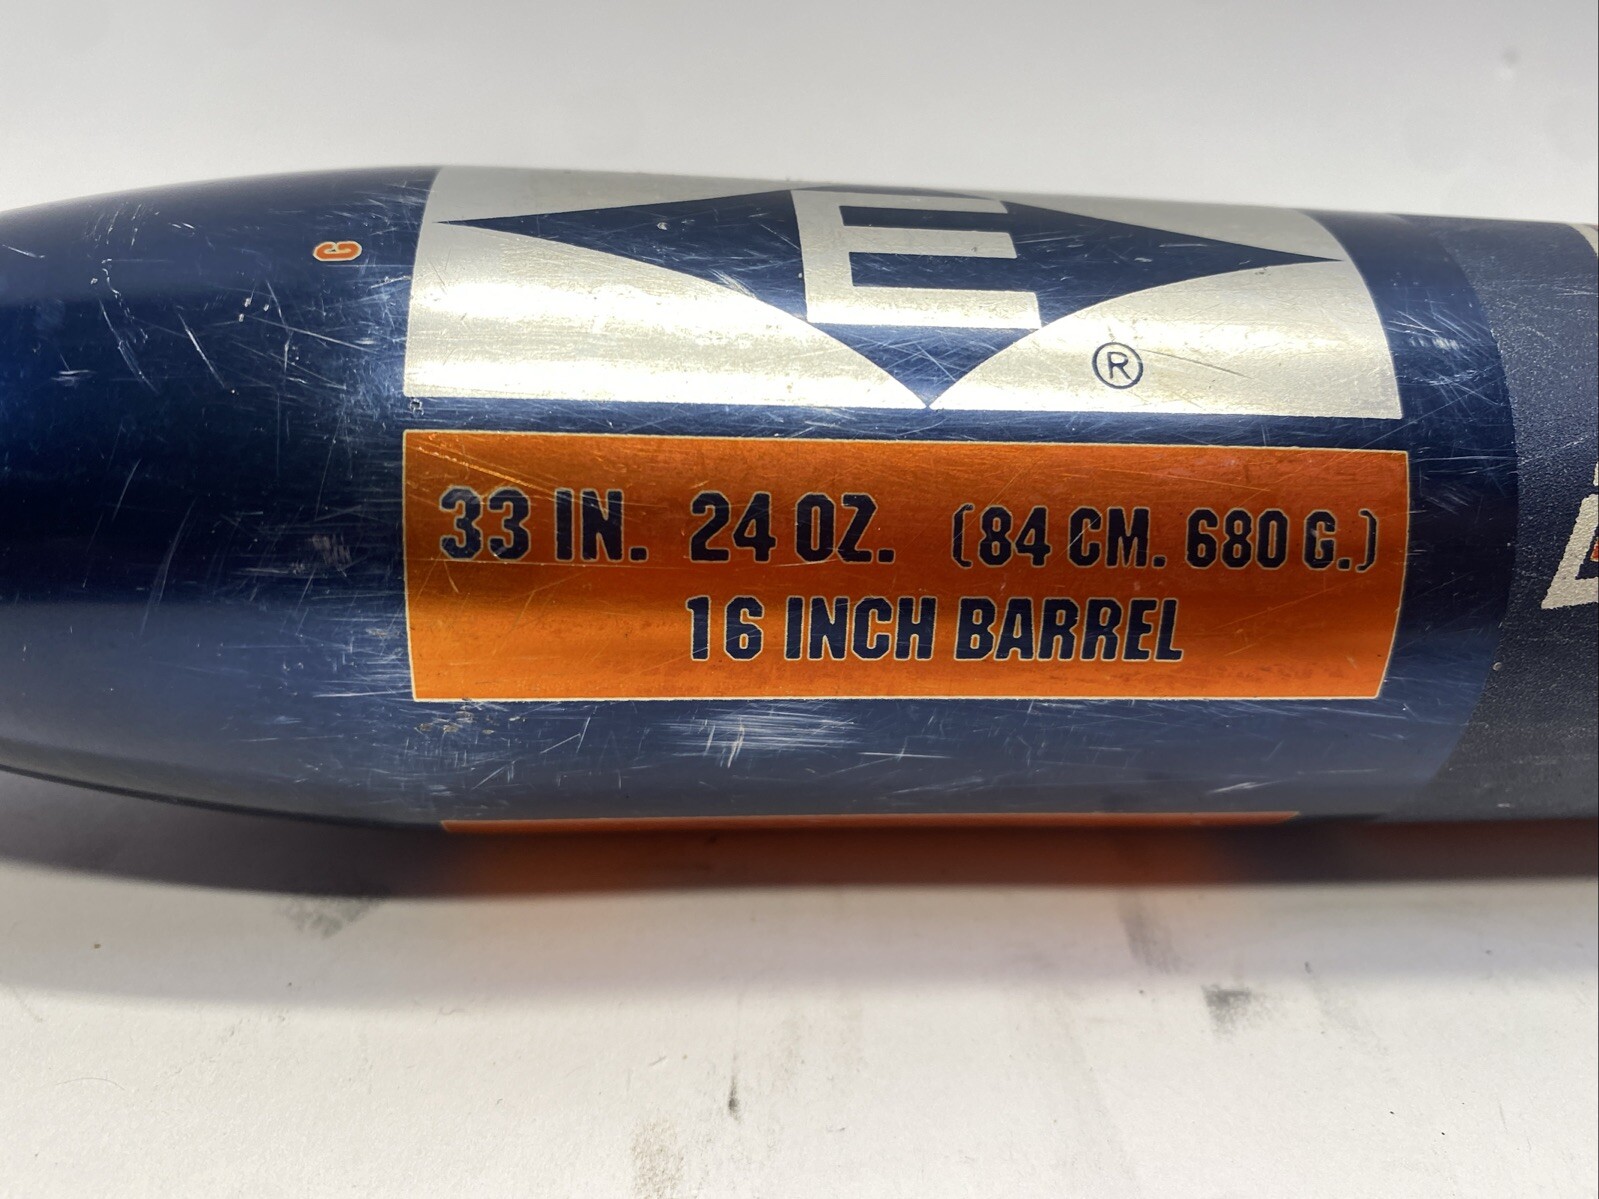 C
E
®
33 IN. 24 OZ. (84 CM. 680 G.)
16 INCH BARREL